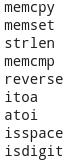 memcpy
memset
strlen
memcmp
reverse
itoa
atoi
isspace
isdigit